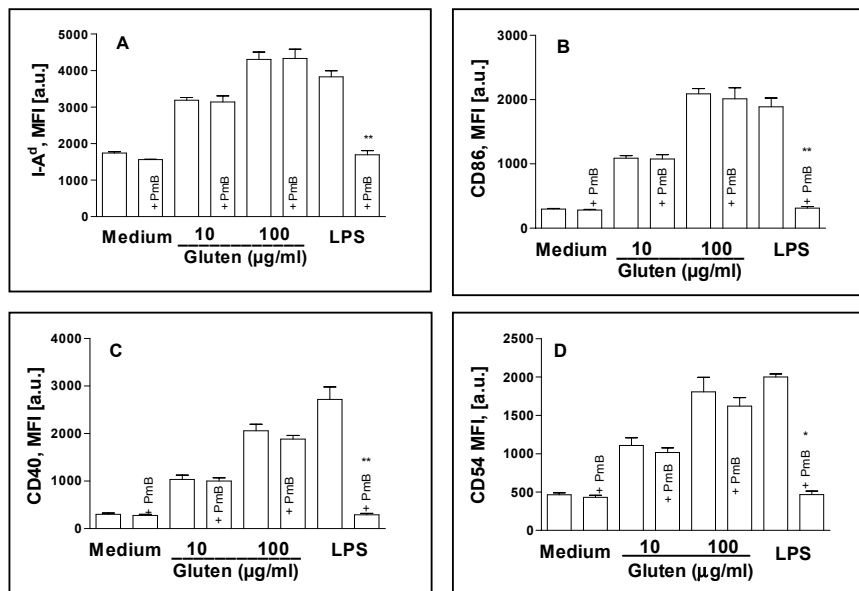 A
I-Aᵈ, MFI [a.u.]
5000
4000
3000
2000
1000
0
+ PmB
+ PmB
+ PmB
**
+ PmB
Medium
10
100
LPS
Gluten (µg/ml)
B
CD86, MFI [a.u.]
3000
2000
1000
0
+ PmB
+ PmB
+ PmB
**
+ PmB
Medium
10
100
LPS
Gluten (µg/ml)
C
CD40, MFI [a.u.]
4000
3000
2000
1000
0
+ PmB
+ PmB
+ PmB
**
+ PmB
Medium
10
100
LPS
Gluten (µg/ml)
D
CD54 MFI, [a.u.]
2500
2000
1500
1000
500
0
+ PmB
+ PmB
+ PmB
*
+ PmB
Medium
10
100
LPS
Gluten (µg/ml)